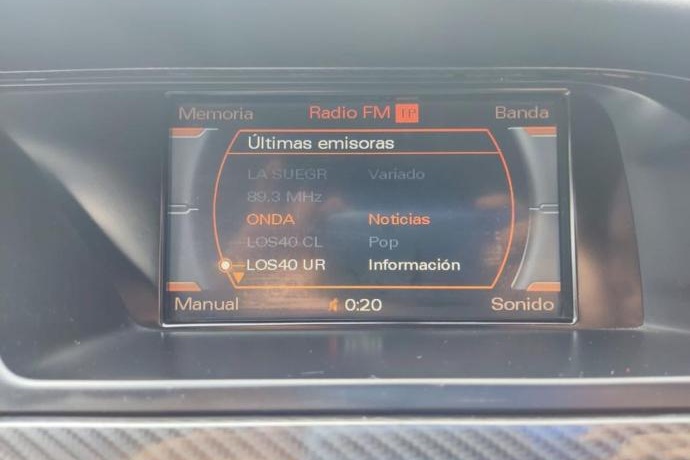 Memoria Radio FM TP Banda
Últimas emisoras
LA SUEGR Variado
89.3 MHz
ONDA Noticias
LOS40 CL Pop
LOS40 UR Información
Manual 0:20 Sonido